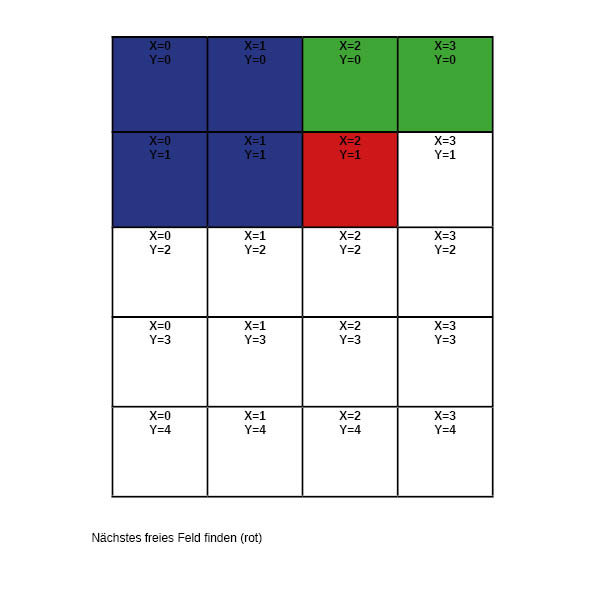 X=0 X=1 X=2 X=3
Y=0 Y=0 Y=0 Y=0
X=0 X=1 X=2 X=3
Y=1 Y=1 Y=1 Y=1
X=0 X=1 X=2 X=3
Y=2 Y=2 Y=2 Y=2
X=0 X=1 X=2 X=3
Y=3 Y=3 Y=3 Y=3
X=0 X=1 X=2 X=3
Y=4 Y=4 Y=4 Y=4
Nächstes freies Feld finden (rot)